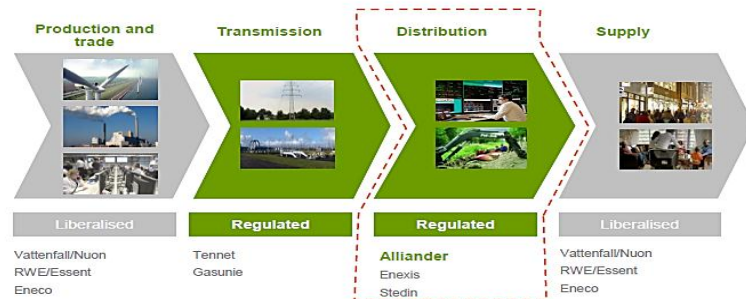 Production and
trade
Transmission
Distribution
Supply
Liberalised
Regulated
Regulated
Liberalised
Vattenfall/Nuon
RWE/Essent
Eneco
Tennet
Gasunie
Alliander
Enexis
Stedin
Vattenfall/Nuon
RWE/Essent
Eneco